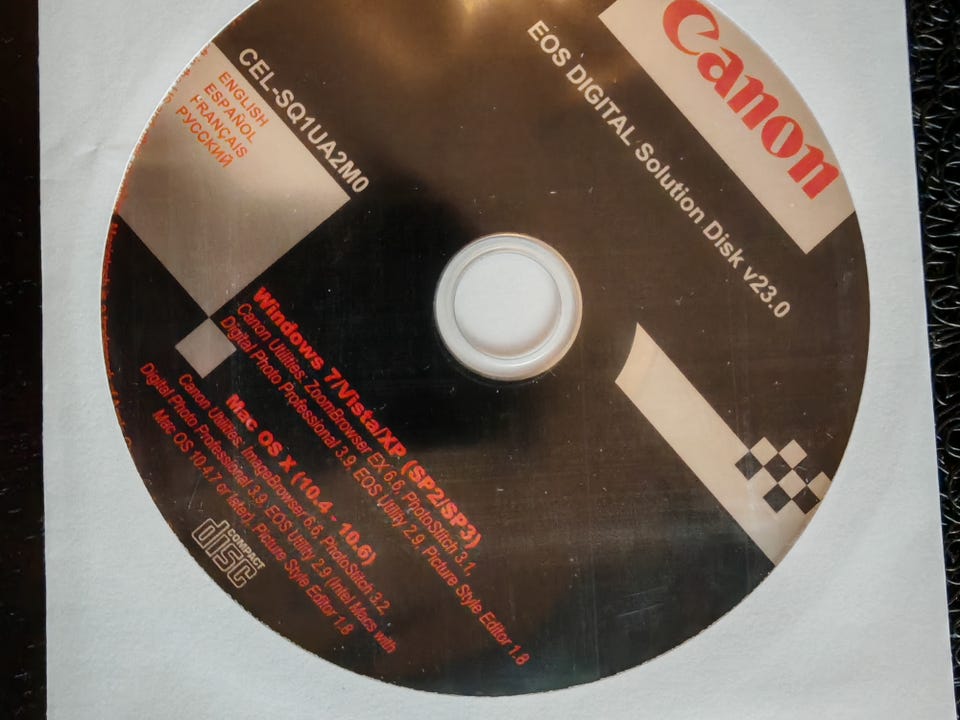 Canon
EOS DIGITAL Solution Disk v23.0
CEL-SQ1UA2M0
ENGLISH
ESPAÑOL
FRANÇAIS
РУССКИЙ
Windows 7/Vista/XP (SP2/SP3)
Canon Utilities: ZoomBrowser EX 6.6, PhotoStitch 3.1,
Digital Photo Professional 3.9, EOS Utility 2.9, Picture Style Editor 1.8
Mac OS X (10.4 - 10.6)
Canon Utilities: ImageBrowser 6.6, PhotoStitch 3.2,
Digital Photo Professional 3.9, EOS Utility 2.9 (Intel Macs with
Mac OS 10.4.7 or later), Picture Style Editor 1.8
COMPACT
disc